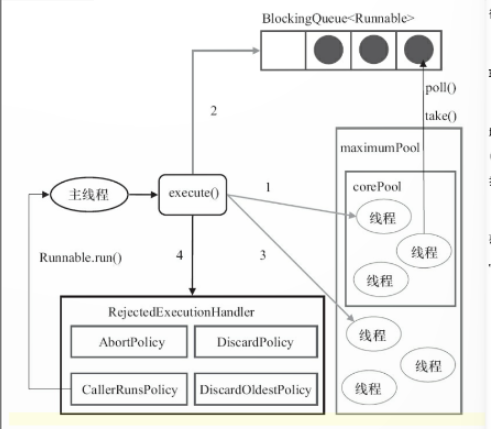 BlockingQueue<Runnable>
poll()
2
take()
maximumPool
corePool
主线程
execute()
1
线程
线程
Runnable.run()
4
3
线程
RejectedExecutionHandler
线程
AbortPolicy
DiscardPolicy
线程
CallerRunsPolicy
DiscardOldestPolicy
线程